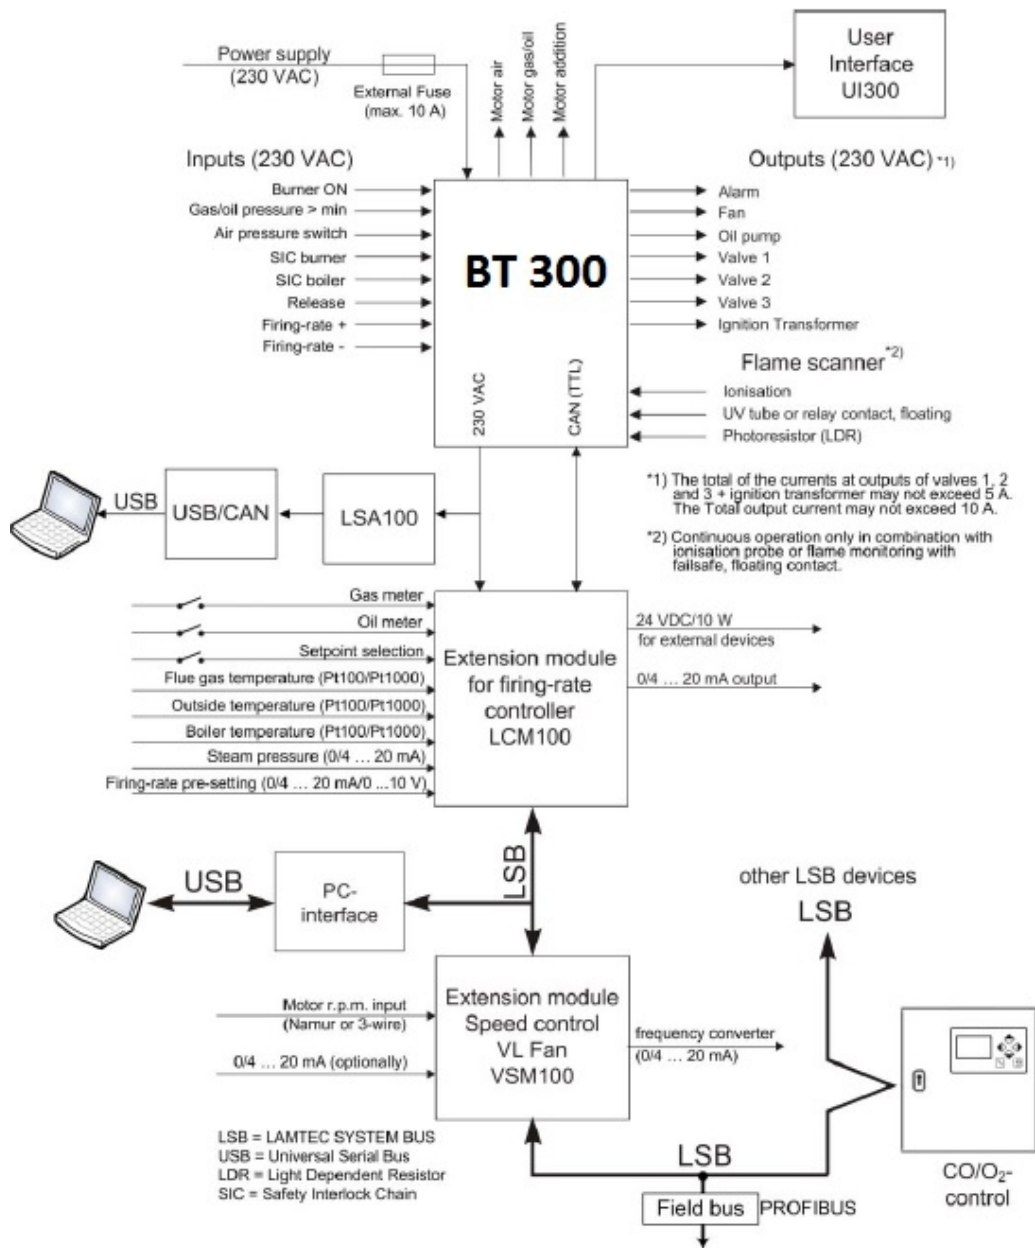 Power supply
(230 VAC)
External Fuse
(max. 10 A)
Motor air
Motor gas/oil
Motor addition
User
Interface
UI300
Inputs (230 VAC)
Outputs (230 VAC) *1)
Burner ON
Gas/oil pressure > min
Air pressure switch
SIC burner
SIC boiler
Release
Firing-rate +
Firing-rate -
BT 300
230 VAC
CAN (TTL)
Alarm
Fan
Oil pump
Valve 1
Valve 2
Valve 3
Ignition Transformer
Flame scanner*2)
Ionisation
UV tube or relay contact, floating
Photoresistor (LDR)
USB
USB/CAN
LSA100
*1) The total of the currents at outputs of valves 1, 2
and 3 + ignition transformer may not exceed 5 A.
The Total output current may not exceed 10 A.
*2) Continuous operation only in combination with
ionisation probe or flame monitoring with
failsafe, floating contact.
Gas meter
Oil meter
Setpoint selection
Flue gas temperature (Pt100/Pt1000)
Outside temperature (Pt100/Pt1000)
Boiler temperature (Pt100/Pt1000)
Steam pressure (0/4 ... 20 mA)
Firing-rate pre-setting (0/4 ... 20 mA/0 ...10 V)
Extension module
for firing-rate
controller
LCM100
24 VDC/10 W
for external devices
0/4 ... 20 mA output
LSB
USB
PC-
interface
other LSB devices
LSB
Motor r.p.m. input
(Namur or 3-wire)
0/4 ... 20 mA (optionally)
Extension module
Speed control
VL Fan
VSM100
frequency converter
(0/4 ... 20 mA)
LSB = LAMTEC SYSTEM BUS
USB = Universal Serial Bus
LDR = Light Dependent Resistor
SIC = Safety Interlock Chain
LSB
Field bus
PROFIBUS
CO/O₂-
control